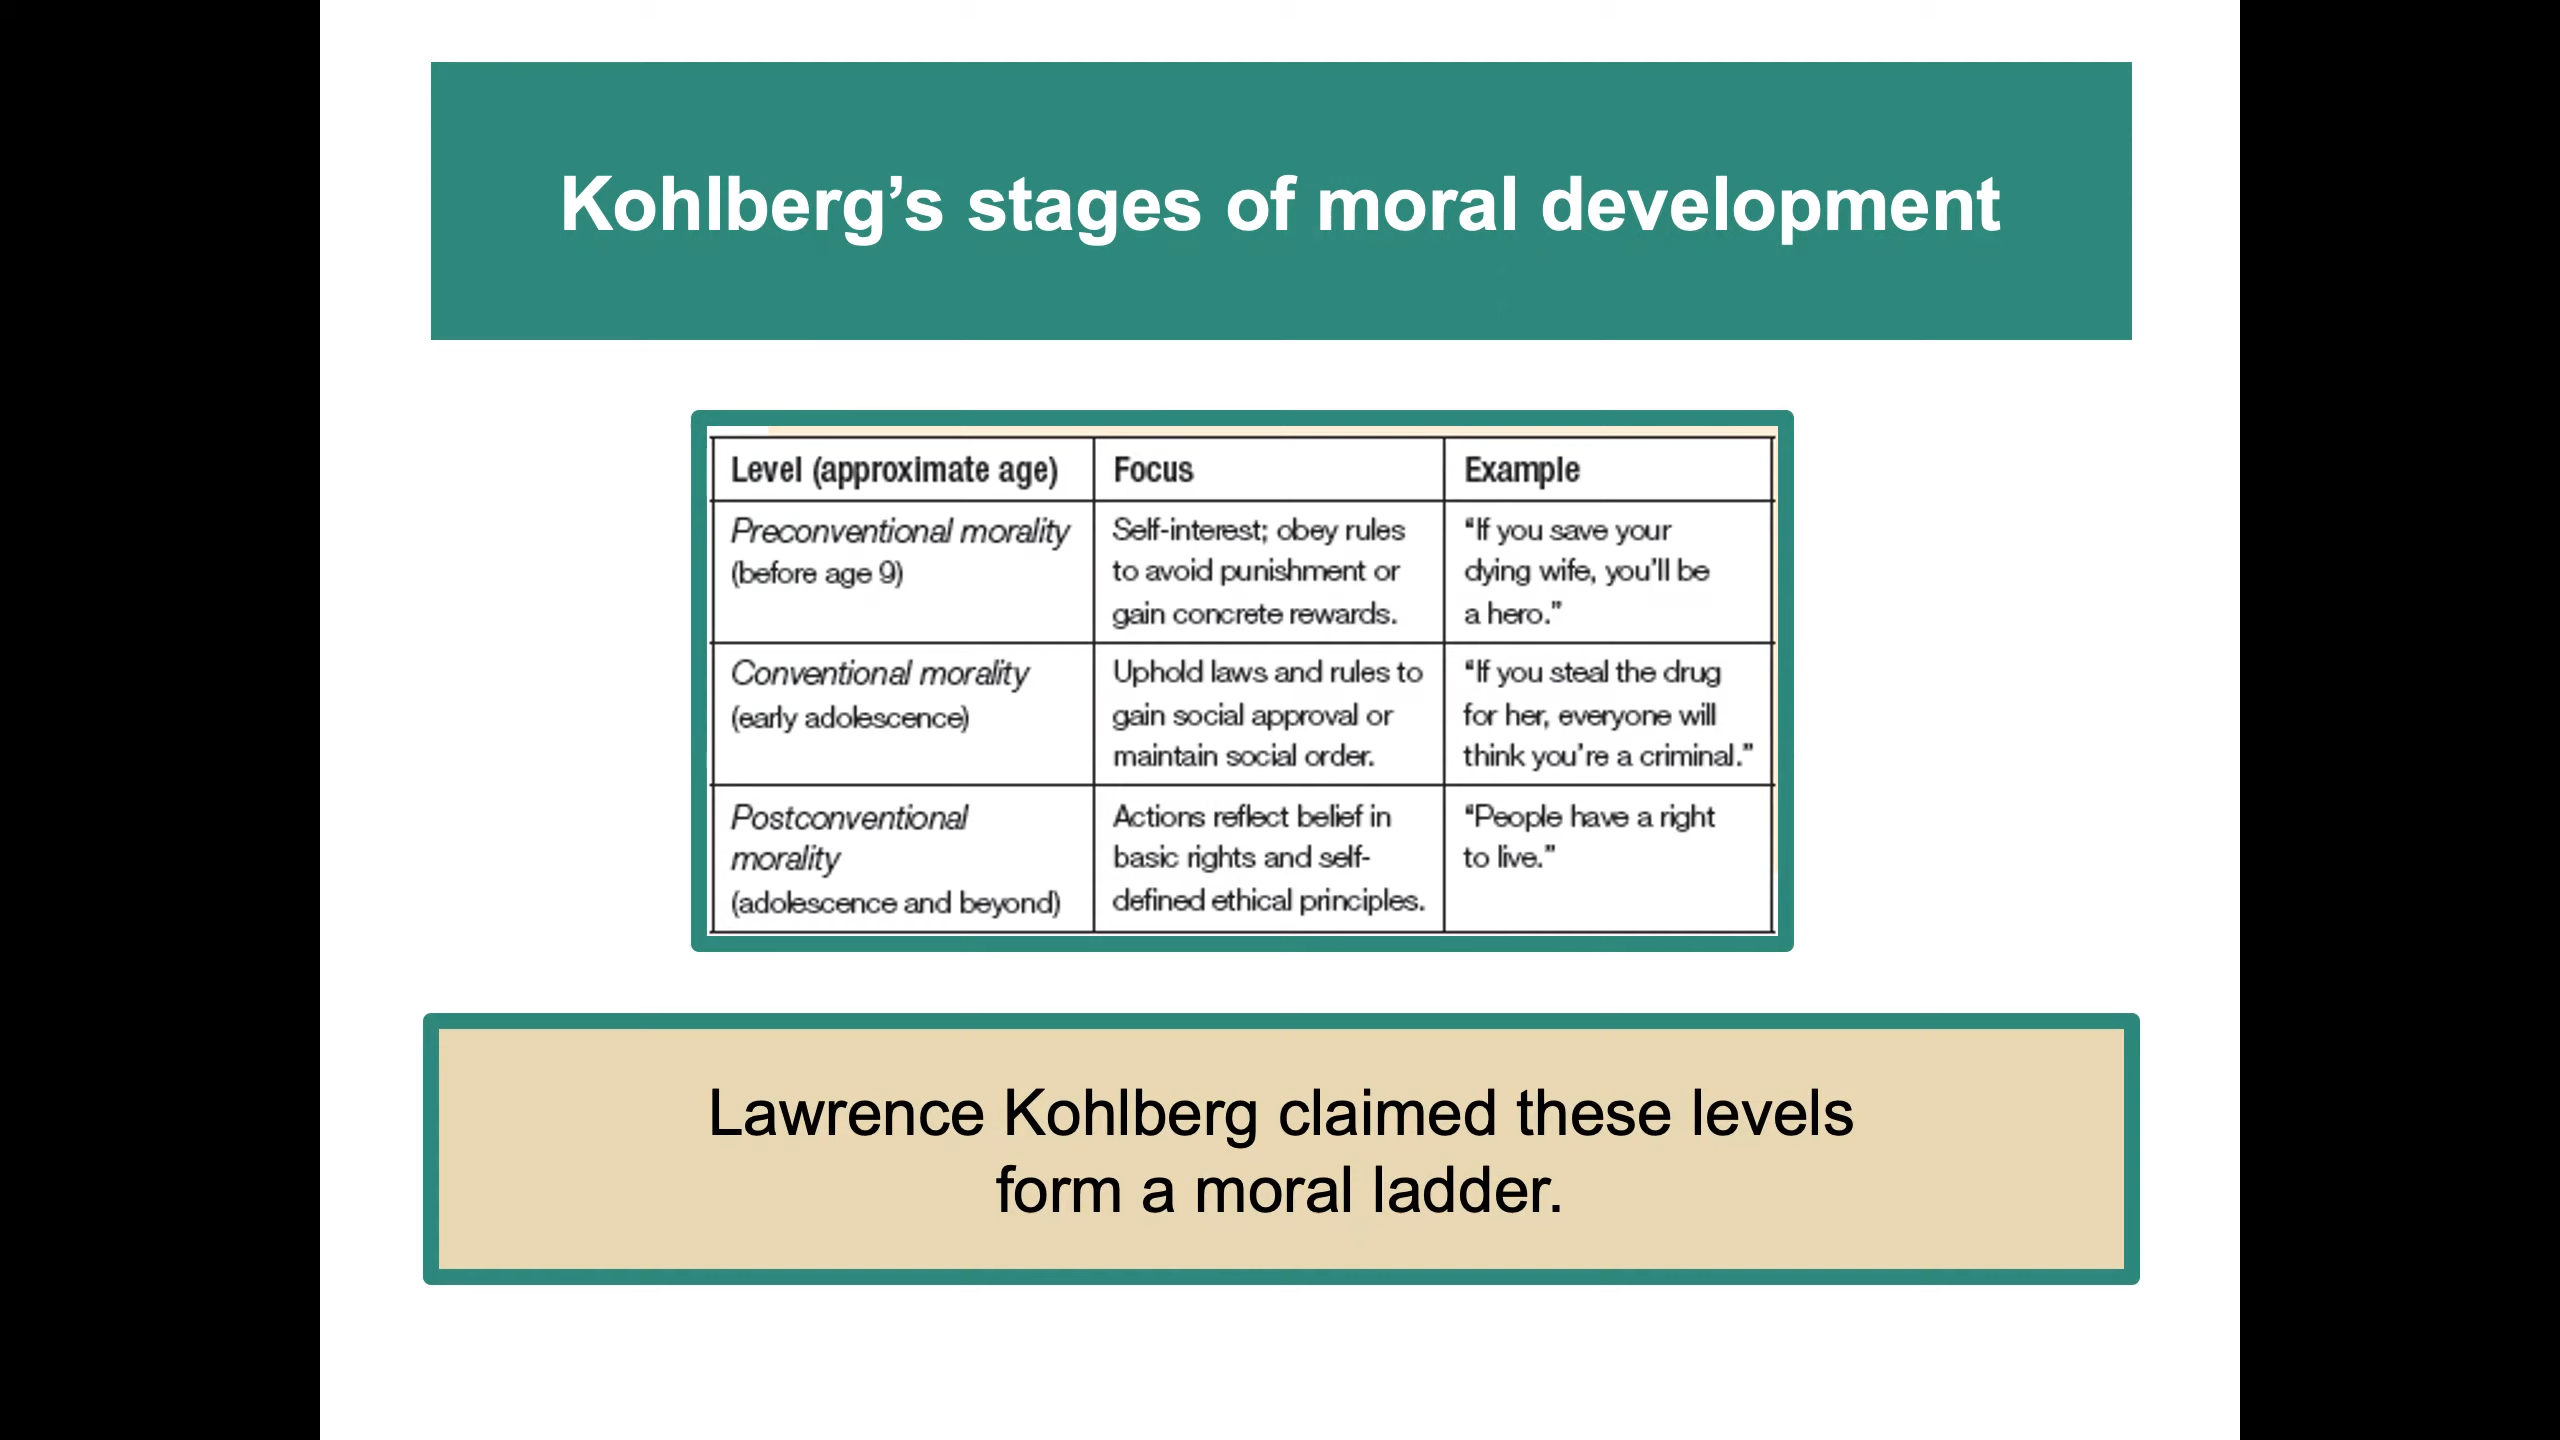 Kohlberg’s stages of moral development
Level (approximate age)
Focus
Example
Preconventional morality
(before age 9)
Self-interest; obey rules
to avoid punishment or
gain concrete rewards.
“If you save your
dying wife, you’ll be
a hero.”
Conventional morality
(early adolescence)
Uphold laws and rules to
gain social approval or
maintain social order.
“If you steal the drug
for her, everyone will
think you’re a criminal.”
Postconventional
morality
(adolescence and beyond)
Actions reflect belief in
basic rights and self-
defined ethical principles.
“People have a right
to live.”
Lawrence Kohlberg claimed these levels
form a moral ladder.